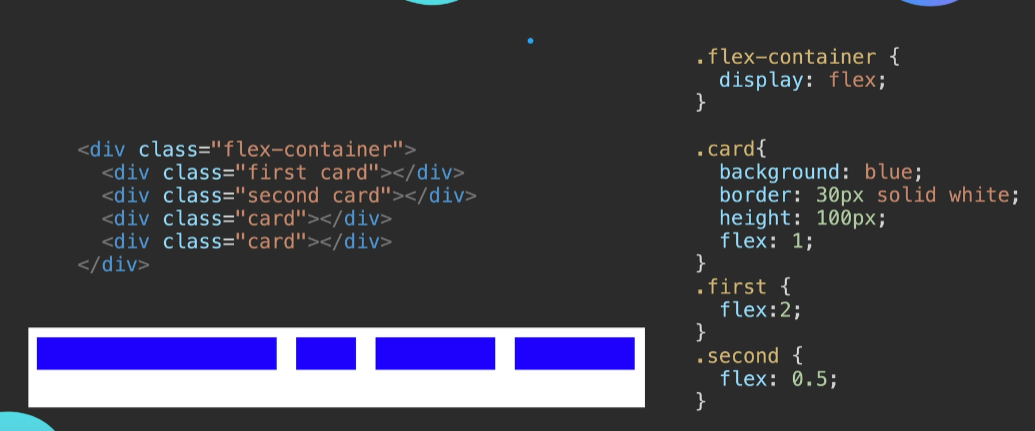 <div class="flex-container">
  <div class="first card"></div>
  <div class="second card"></div>
  <div class="card"></div>
  <div class="card"></div>
</div>
.flex-container {
  display: flex;
}
.card{
  background: blue;
  border: 30px solid white;
  height: 100px;
  flex: 1;
}
.first {
  flex:2;
}
.second {
  flex: 0.5;
}